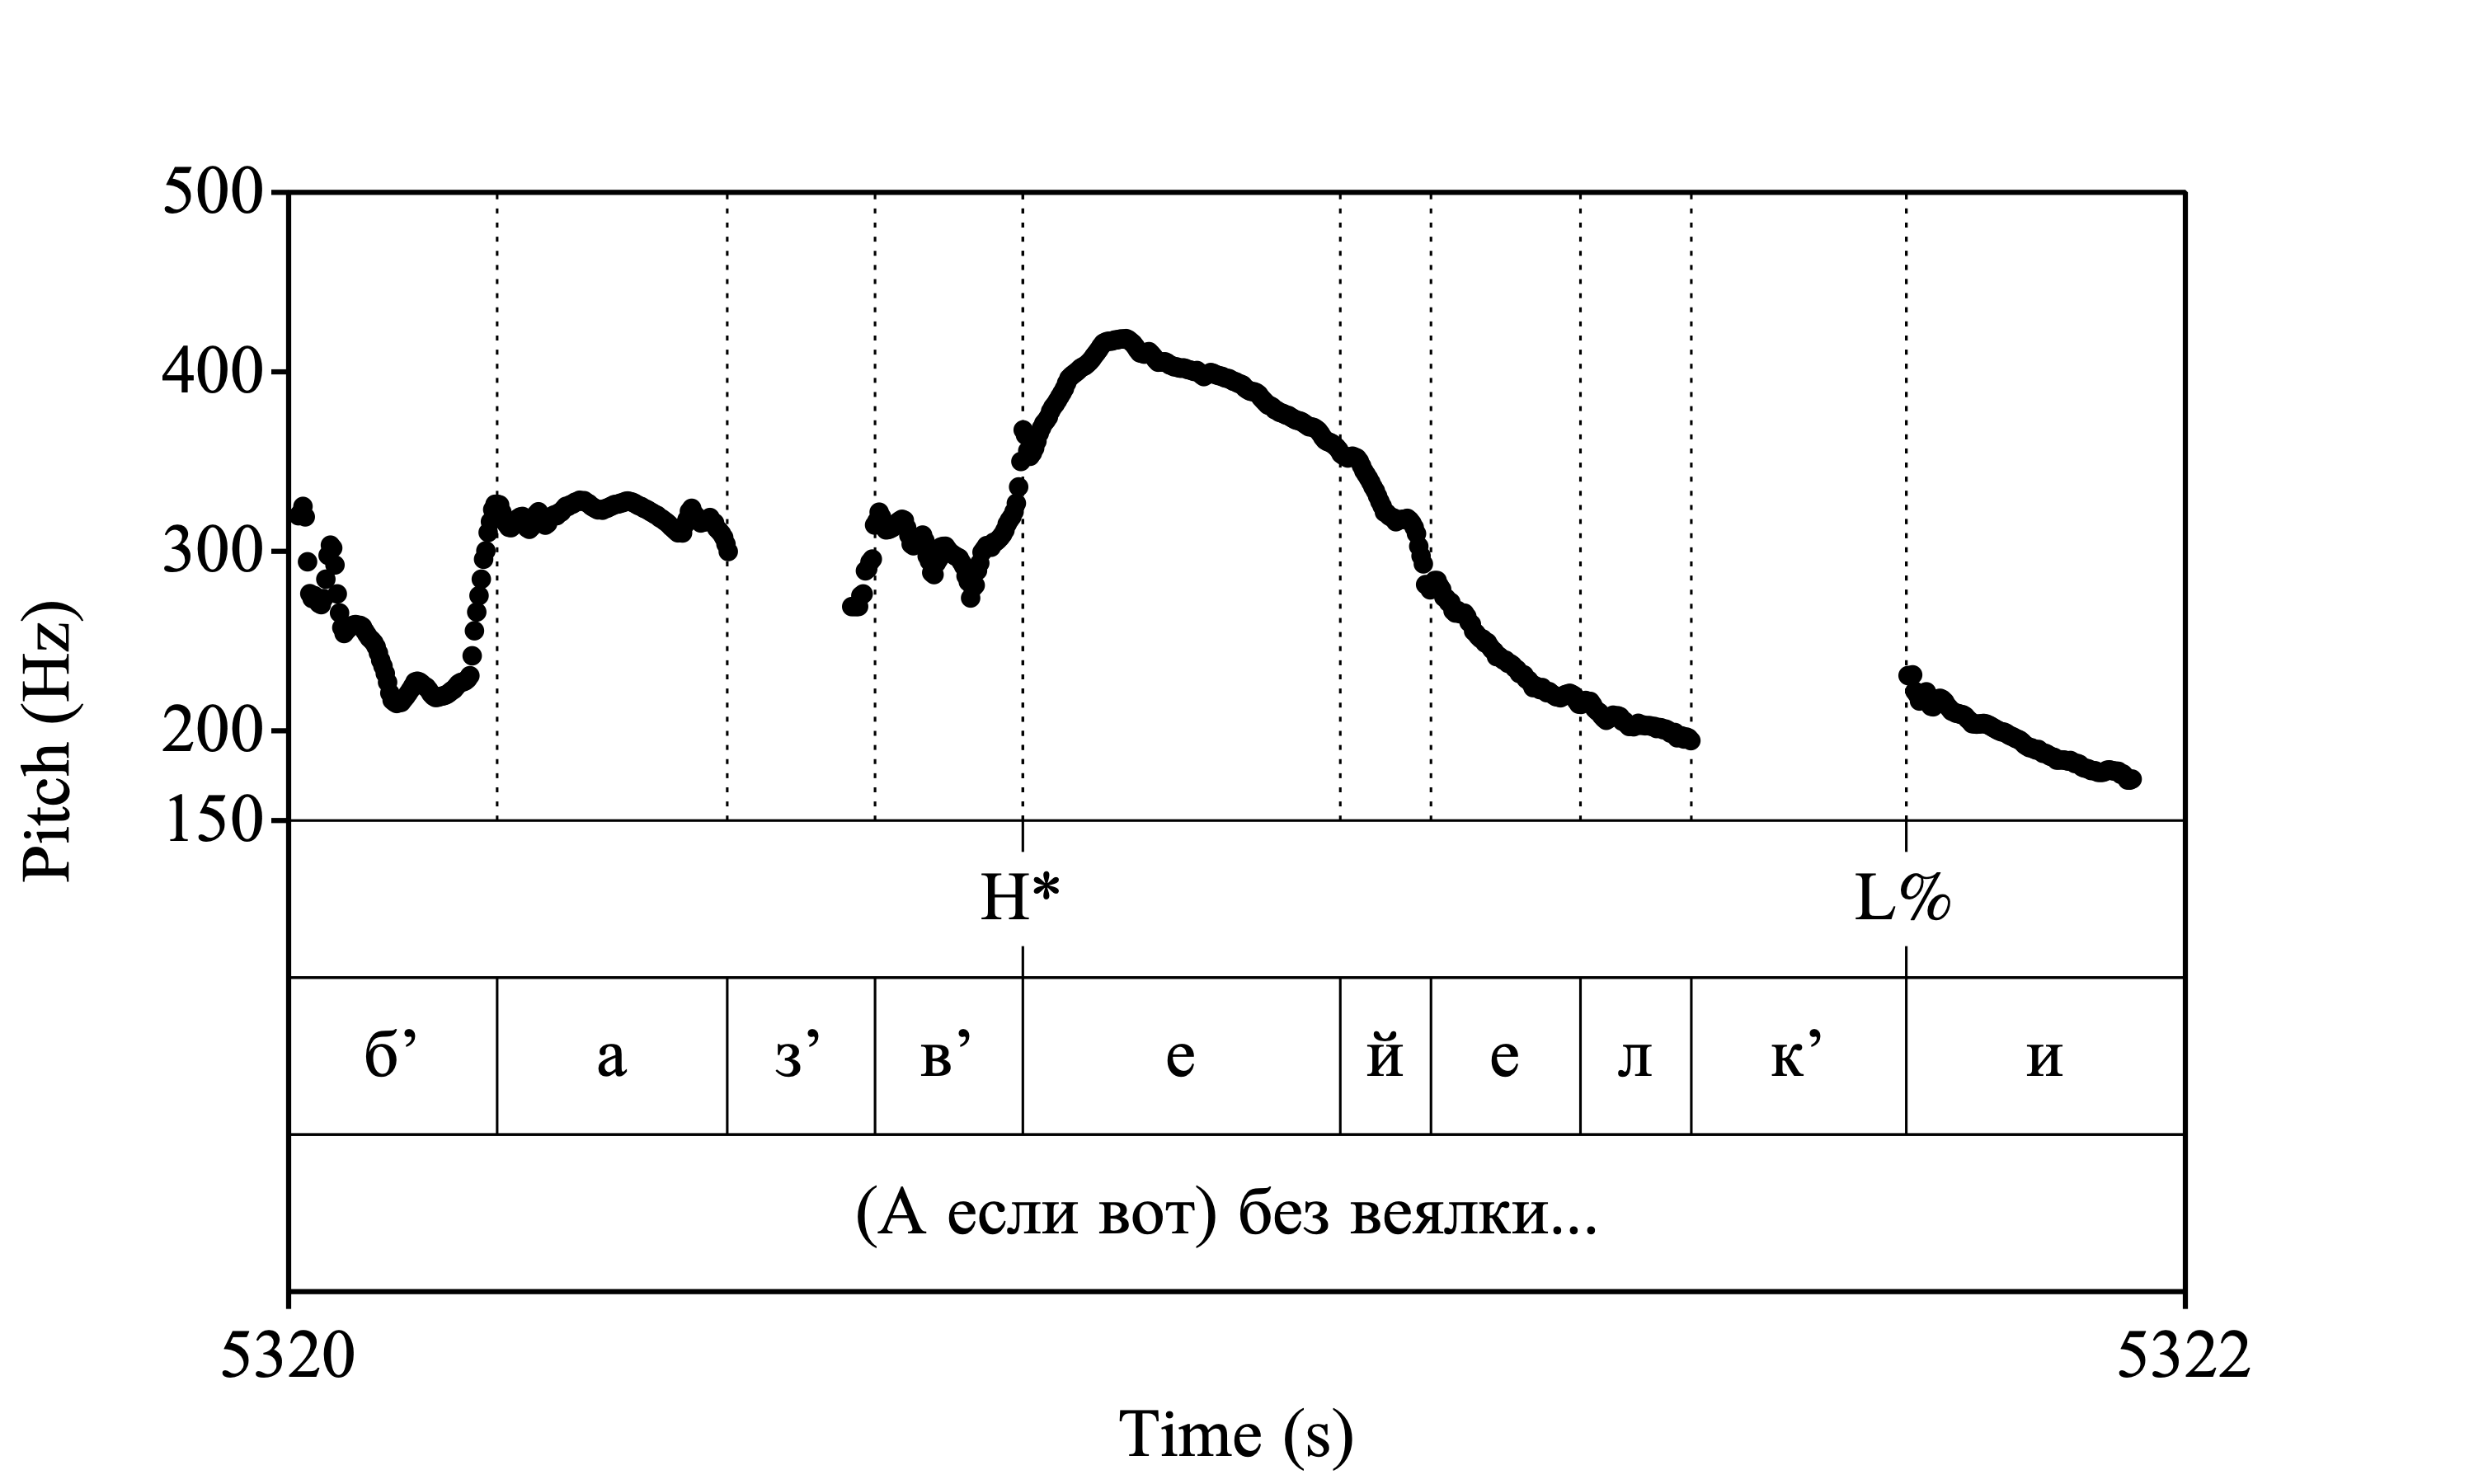 500
400
300
200
150
Pitch (Hz)
H* L%
б’ а з’ в’ е й е л к’ и
(А если вот) без веялки...
5320 5322
Time (s)